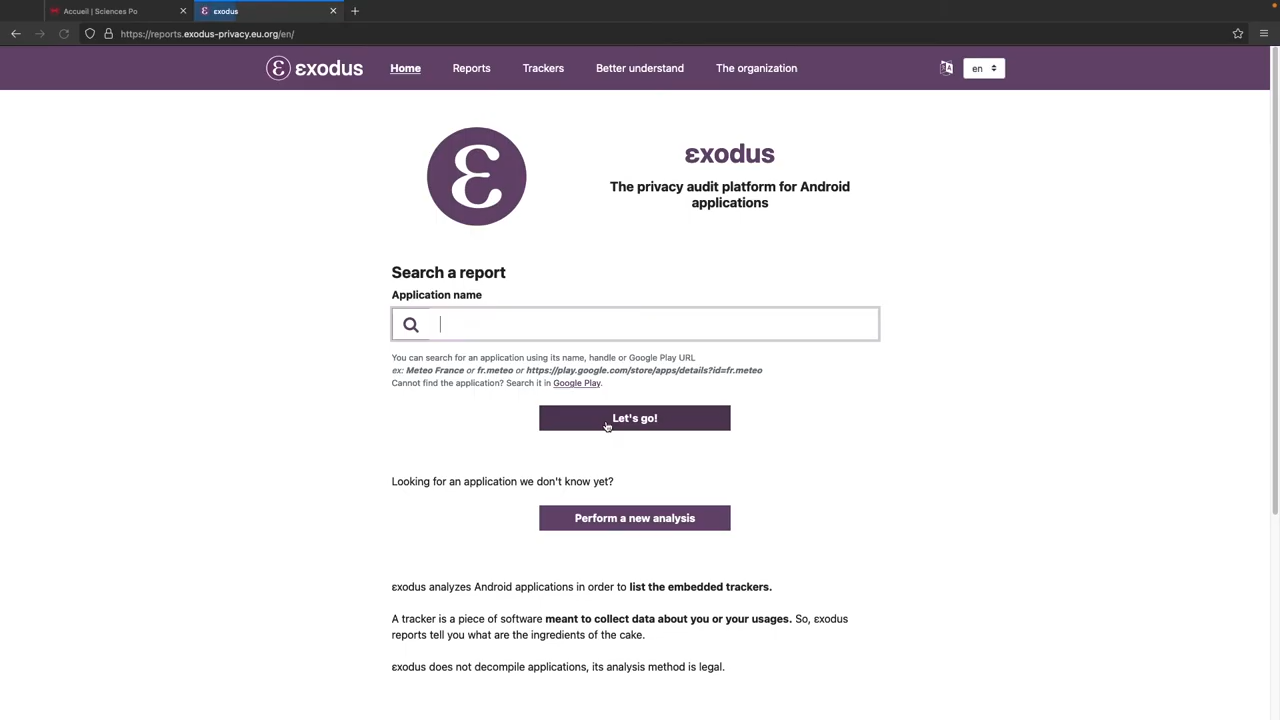 Accueil | Sciences Po
εxodus
https://reports.exodus-privacy.eu.org/en/
εxodus
Home
Reports
Trackers
Better understand
The organization
en
εxodus
The privacy audit platform for Android
applications
Search a report
Application name
You can search for an application using its name, handle or Google Play URL
ex: Meteo France or fr.meteo or https://play.google.com/store/apps/details?id=fr.meteo
Cannot find the application? Search it in Google Play.
Let's go!
Looking for an application we don't know yet?
Perform a new analysis
εxodus analyzes Android applications in order to list the embedded trackers.
A tracker is a piece of software meant to collect data about you or your usages. So, εxodus
reports tell you what are the ingredients of the cake.
εxodus does not decompile applications, its analysis method is legal.